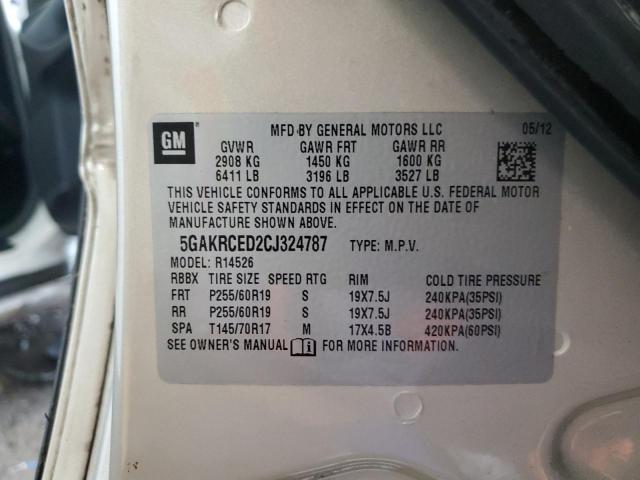 GM ® MFD BY GENERAL MOTORS LLC 05/12
GVWR GAWR FRT GAWR RR
2908 KG 1450 KG 1600 KG
6411 LB 3196 LB 3527 LB
THIS VEHICLE CONFORMS TO ALL APPLICABLE U.S. FEDERAL MOTOR
VEHICLE SAFETY STANDARDS IN EFFECT ON THE DATE OF
MANUFACTURE SHOWN ABOVE.
5GAKRCED2CJ324787 TYPE: M.P.V.
MODEL: R14526
RBBX TIRE SIZE SPEED RTG RIM COLD TIRE PRESSURE
FRT P255/60R19 S 19X7.5J 240KPA(35PSI)
RR P255/60R19 S 19X7.5J 240KPA(35PSI)
SPA T145/70R17 M 17X4.5B 420KPA(60PSI)
SEE OWNER'S MANUAL FOR MORE INFORMATION.